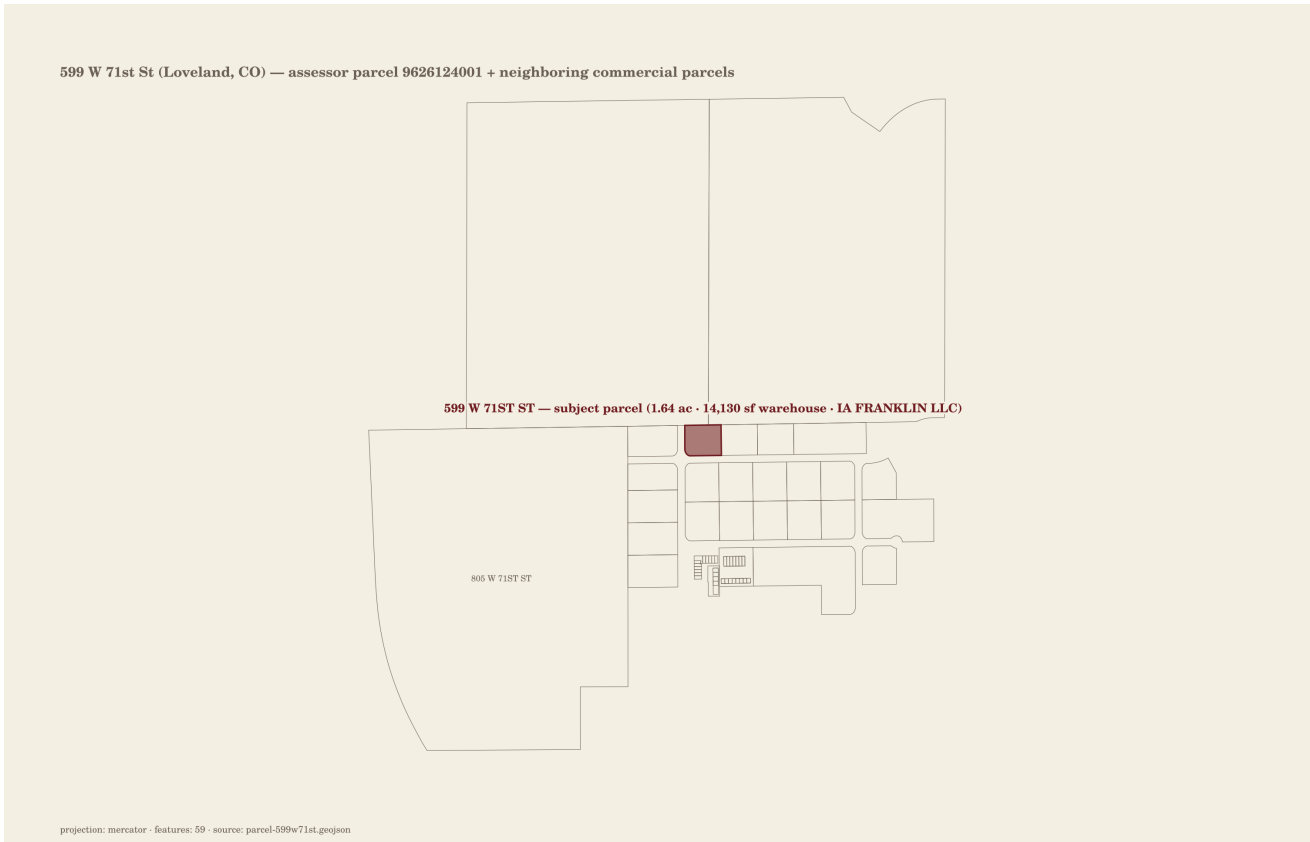 599 W 71st St (Loveland, CO) — assessor parcel 9626124001 + neighboring commercial parcels
599 W 71ST ST — subject parcel (1.64 ac · 14,130 sf warehouse · IA FRANKLIN LLC)
805 W 71ST ST
projection: mercator · features: 59 · source: parcel-599w71st.geojson